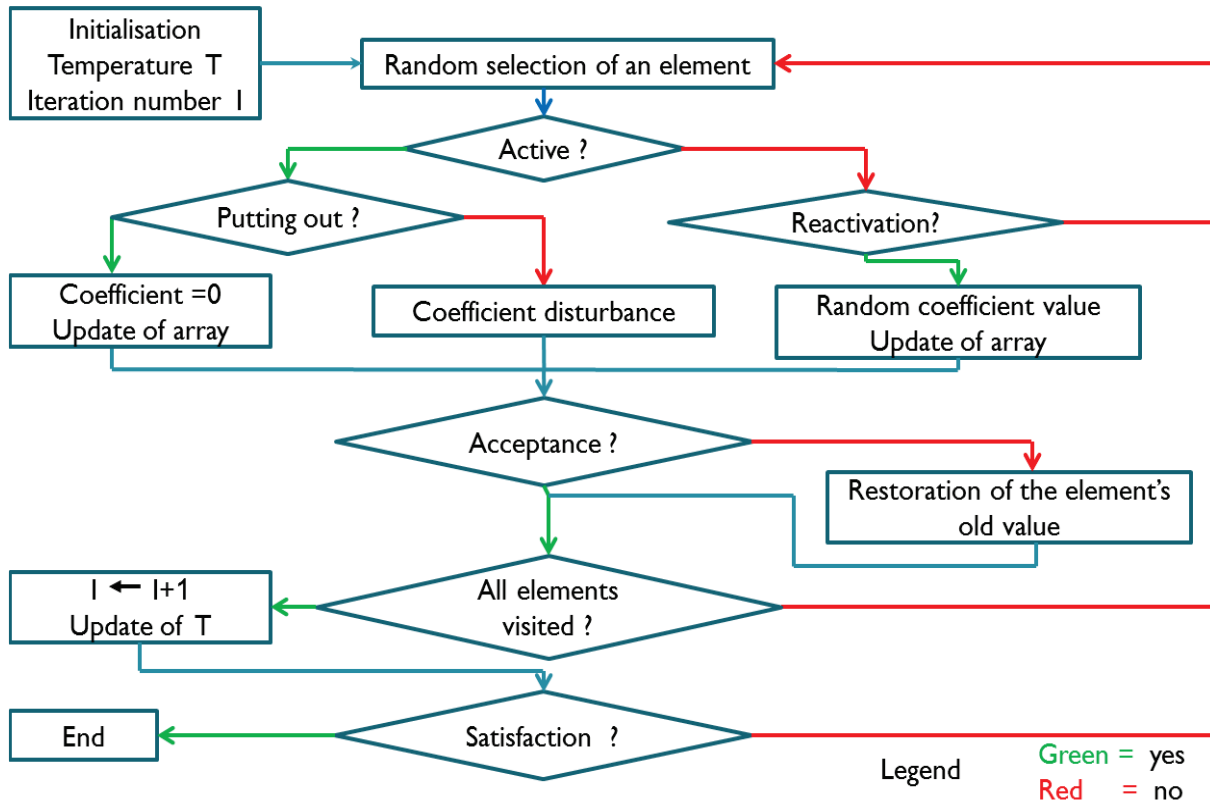 Initialisation
Temperature T
Iteration number I
Random selection of an element
Active ?
Putting out ?
Reactivation?
Coefficient =0
Update of array
Coefficient disturbance
Random coefficient value
Update of array
Acceptance ?
Restoration of the element's
old value
I ← I+1
Update of T
All elements
visited ?
End
Satisfaction ?
Legend
Green = yes
Red = no